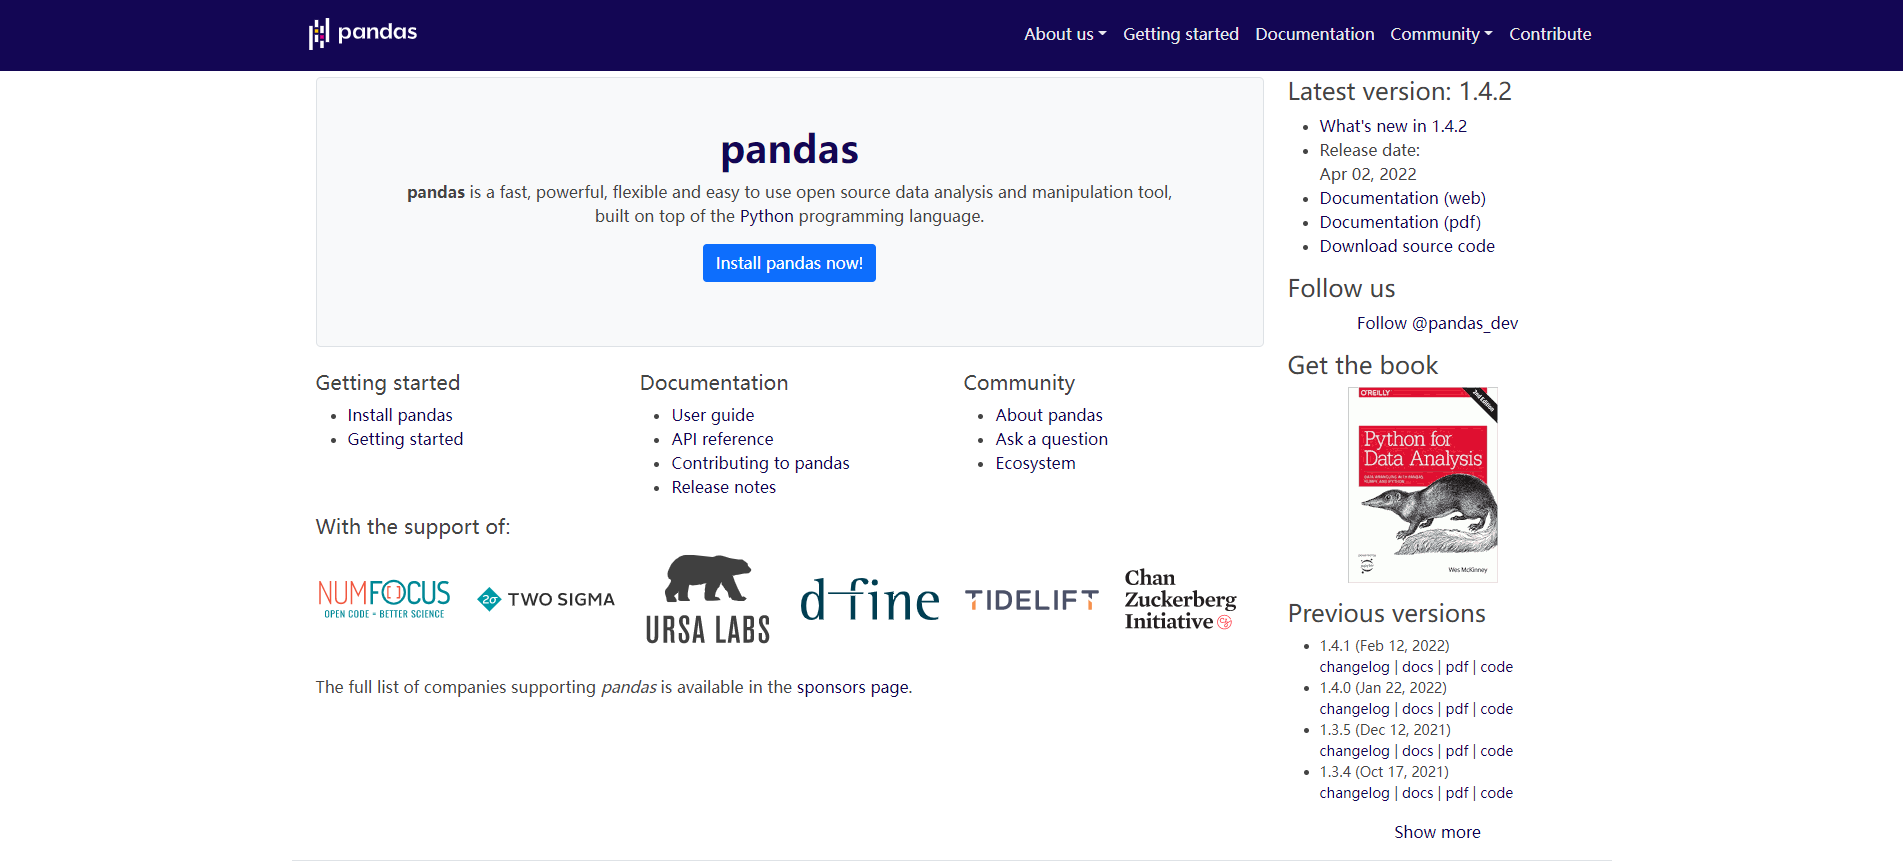 pandas
About us
Getting started
Documentation
Community
Contribute
pandas
pandas is a fast, powerful, flexible and easy to use open source data analysis and manipulation tool,
built on top of the Python programming language.
Install pandas now!
Getting started
Install pandas
Getting started
Documentation
User guide
API reference
Contributing to pandas
Release notes
Community
About pandas
Ask a question
Ecosystem
With the support of:
NUMFOCUS
OPEN CODE = BETTER SCIENCE
2σ TWO SIGMA
URSA LABS
d-fine
TIDELIFT
Chan
Zuckerberg
Initiative
The full list of companies supporting pandas is available in the sponsors page.
Latest version: 1.4.2
What's new in 1.4.2
Release date:
Apr 02, 2022
Documentation (web)
Documentation (pdf)
Download source code
Follow us
Follow @pandas_dev
Get the book
O'REILLY
2nd Edition
Python for
Data Analysis
DATA WRANGLING WITH PANDAS,
NUMPY, AND IPYTHON
Wes McKinney
Previous versions
1.4.1 (Feb 12, 2022)
changelog | docs | pdf | code
1.4.0 (Jan 22, 2022)
changelog | docs | pdf | code
1.3.5 (Dec 12, 2021)
changelog | docs | pdf | code
1.3.4 (Oct 17, 2021)
changelog | docs | pdf | code
Show more